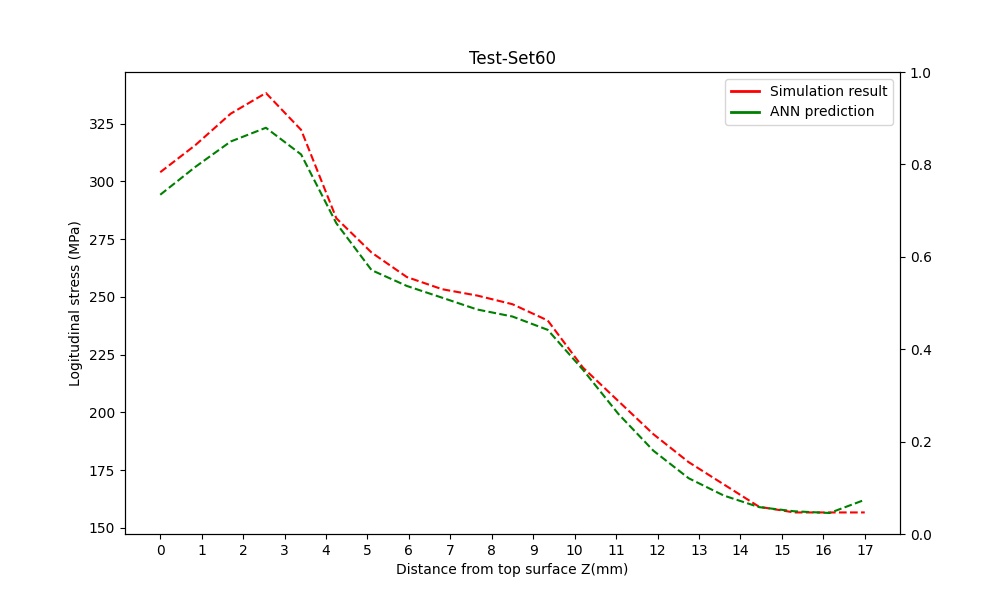 Test-Set60
Simulation result
ANN prediction
Logitudinal stress (MPa)
325
300
275
250
225
200
175
150
1.0
0.8
0.6
0.4
0.2
0.0
0 1 2 3 4 5 6 7 8 9 10 11 12 13 14 15 16 17
Distance from top surface Z(mm)